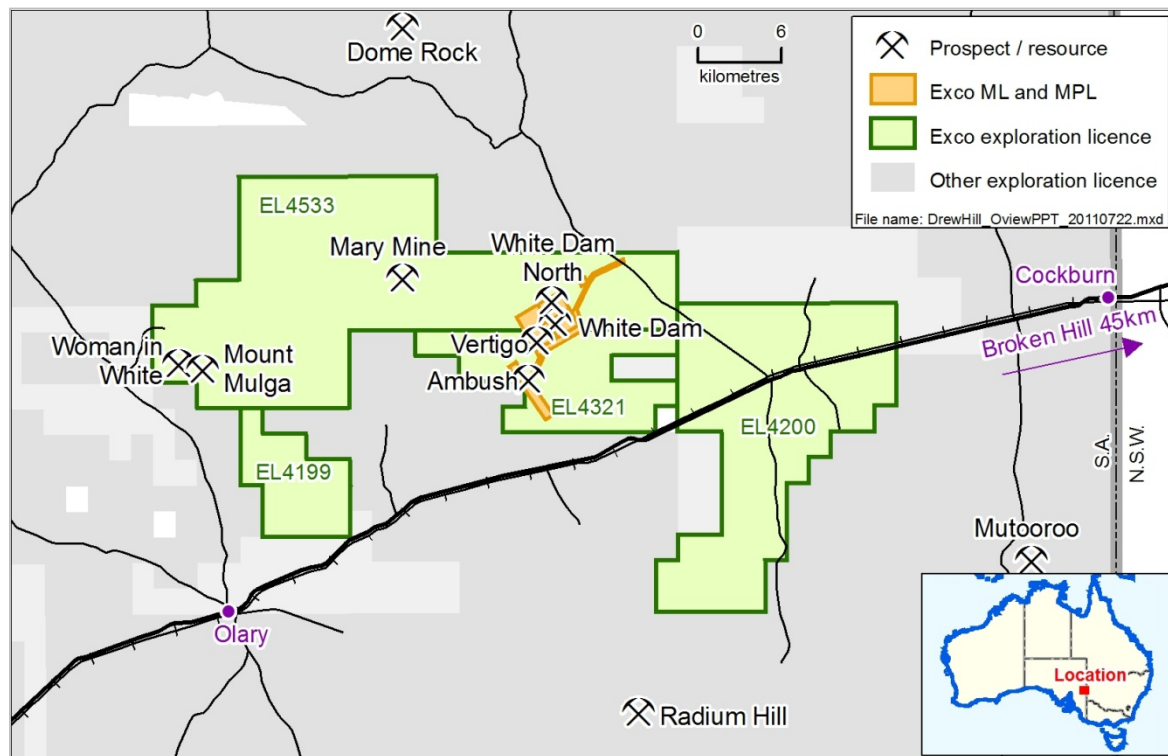 Dome Rock
0 6
kilometres
Prospect / resource
Exco ML and MPL
Exco exploration licence
Other exploration licence
File name: DrewHill_OviewPPT_20110722.mxd
EL4533
Mary Mine
White Dam
North
White Dam
Vertigo
Ambush
EL4321
Woman in
White
Mount
Mulga
EL4199
EL4200
Cockburn
Broken Hill 45km
S.A.
N.S.W.
Mutooroo
Olary
Radium Hill
Location